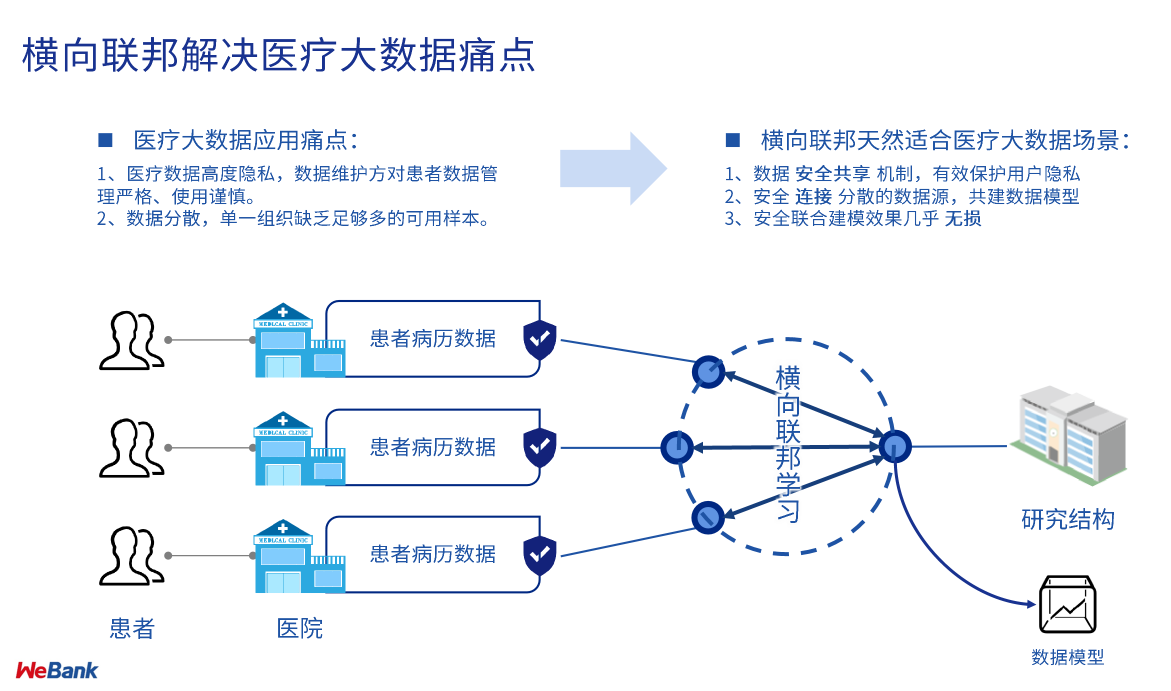 横向联邦解决医疗大数据痛点
■ 医疗大数据应用痛点：
1、医疗数据高度隐私，数据维护方对患者数据管
理严格、使用谨慎。
2、数据分散，单一组织缺乏足够多的可用样本。
■ 横向联邦天然适合医疗大数据场景：
1、数据 安全共享 机制，有效保护用户隐私
2、安全 连接 分散的数据源，共建数据模型
3、安全联合建模效果几乎 无损
MEDLCAL CLINIC
患者病历数据
MEDLCAL CLINIC
患者病历数据
MEDLCAL CLINIC
患者病历数据
横向联邦学习
研究结构
患者
医院
数据模型
WeBank